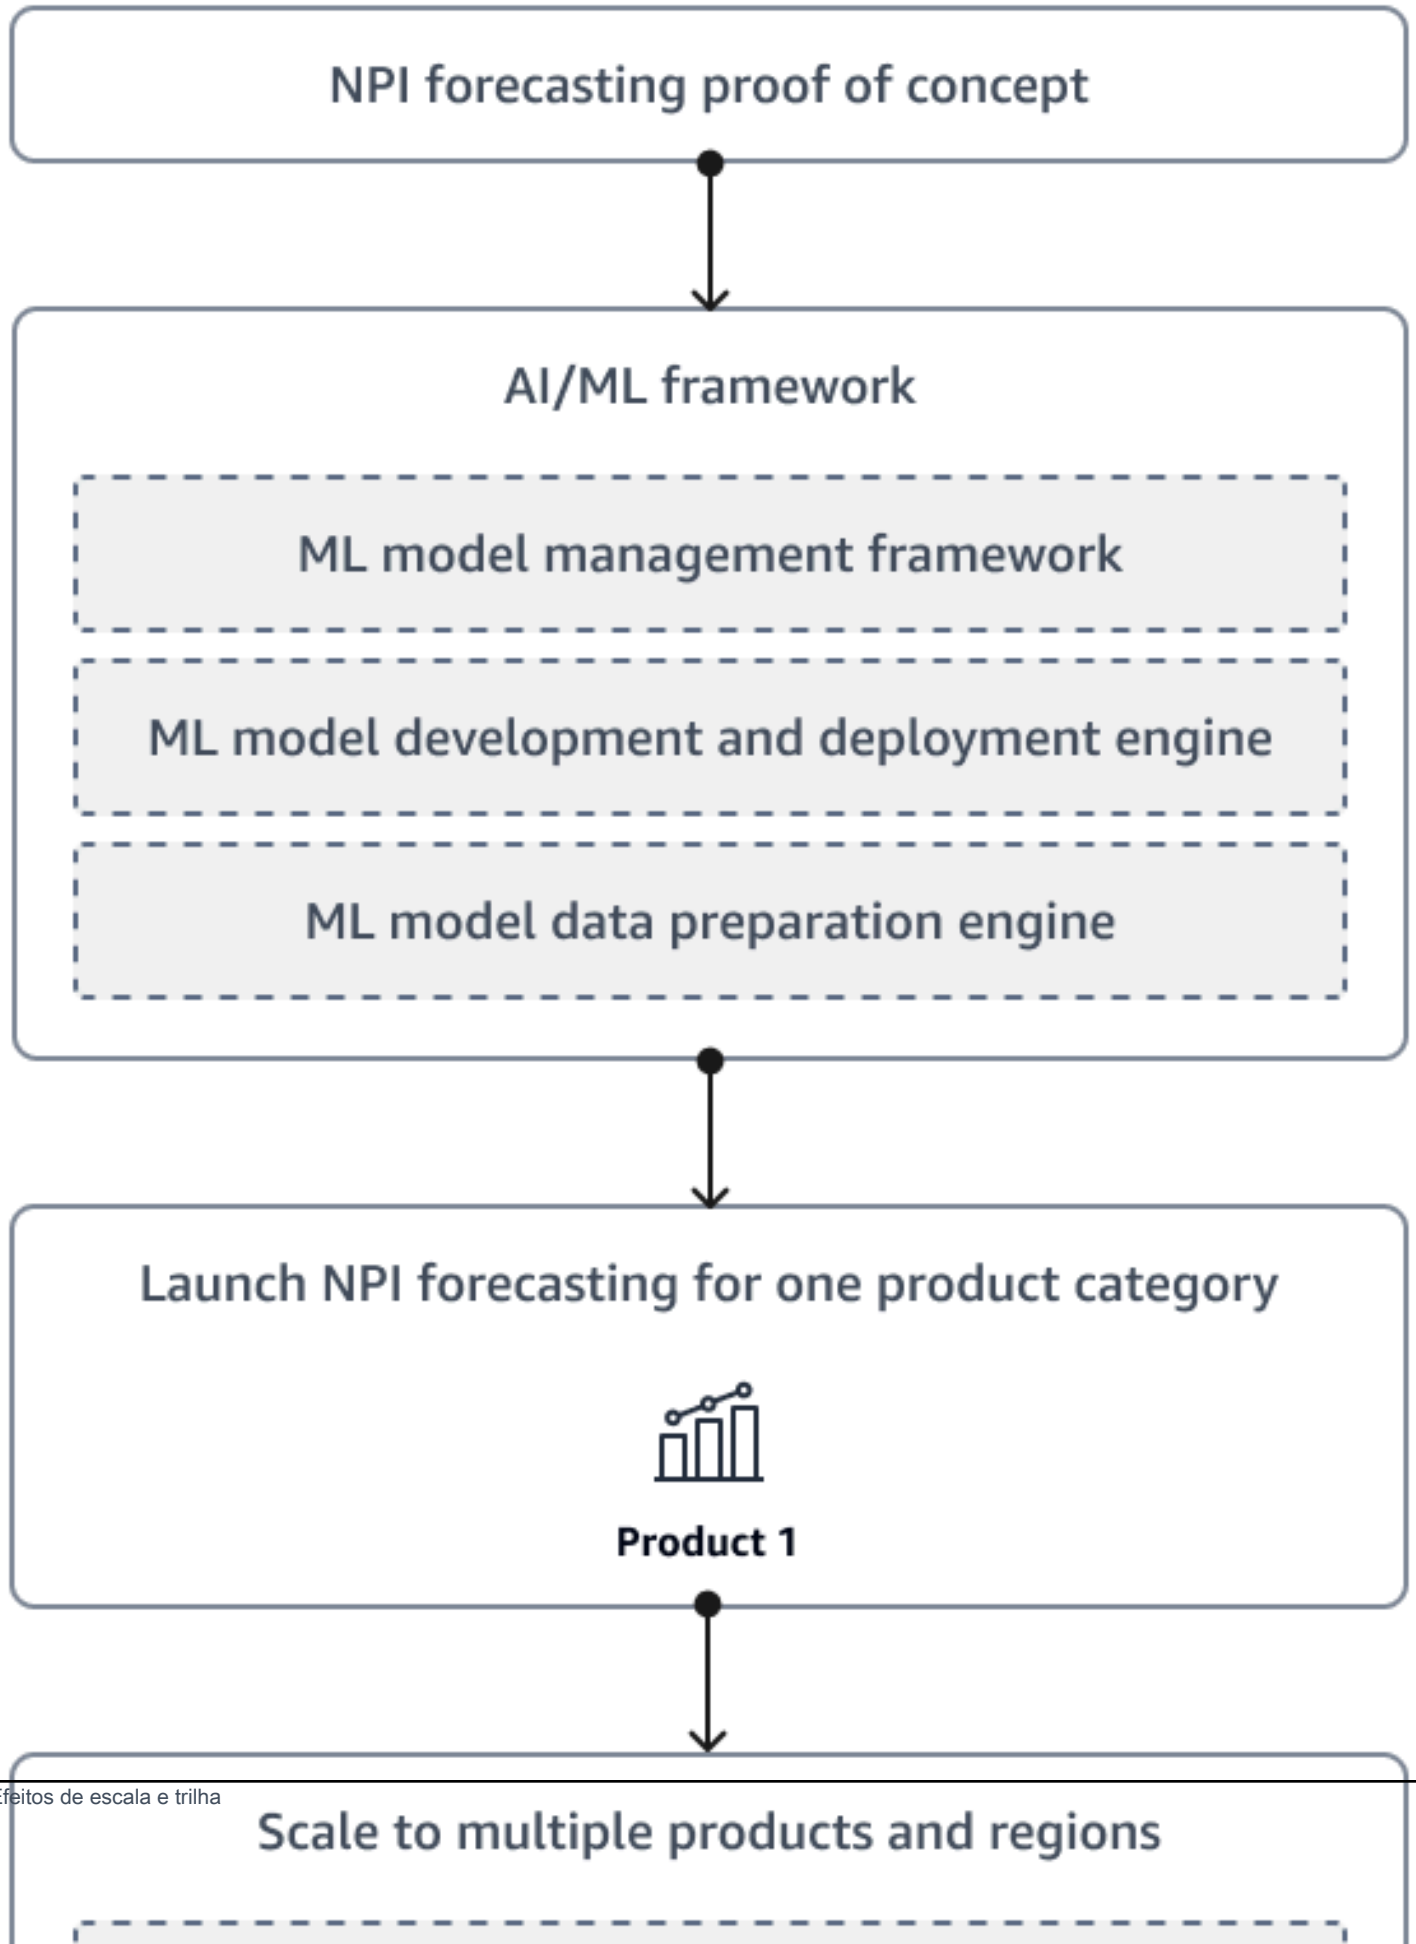 NPI forecasting proof of concept
AI/ML framework
ML model management framework
ML model development and deployment engine
ML model data preparation engine
Launch NPI forecasting for one product category
Product 1
Efeitos de escala e trilha
Scale to multiple products and regions